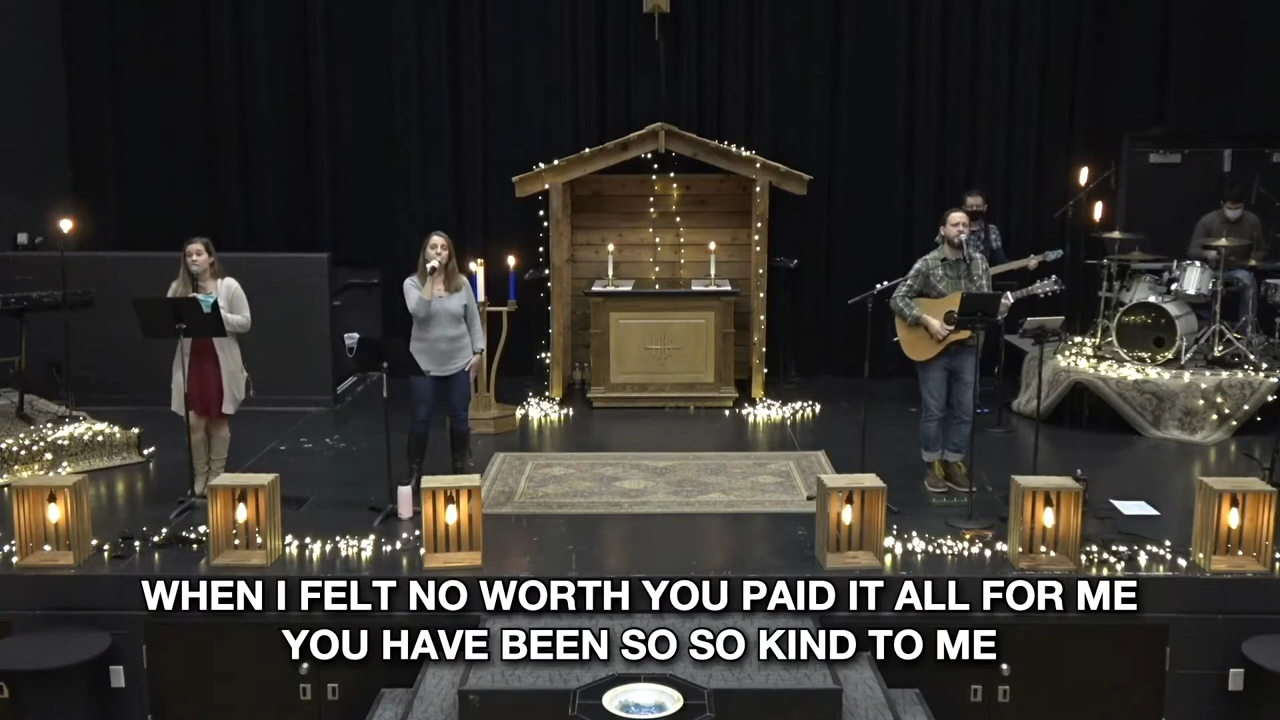 WHEN I FELT NO WORTH YOU PAID IT ALL FOR ME
YOU HAVE BEEN SO SO KIND TO ME